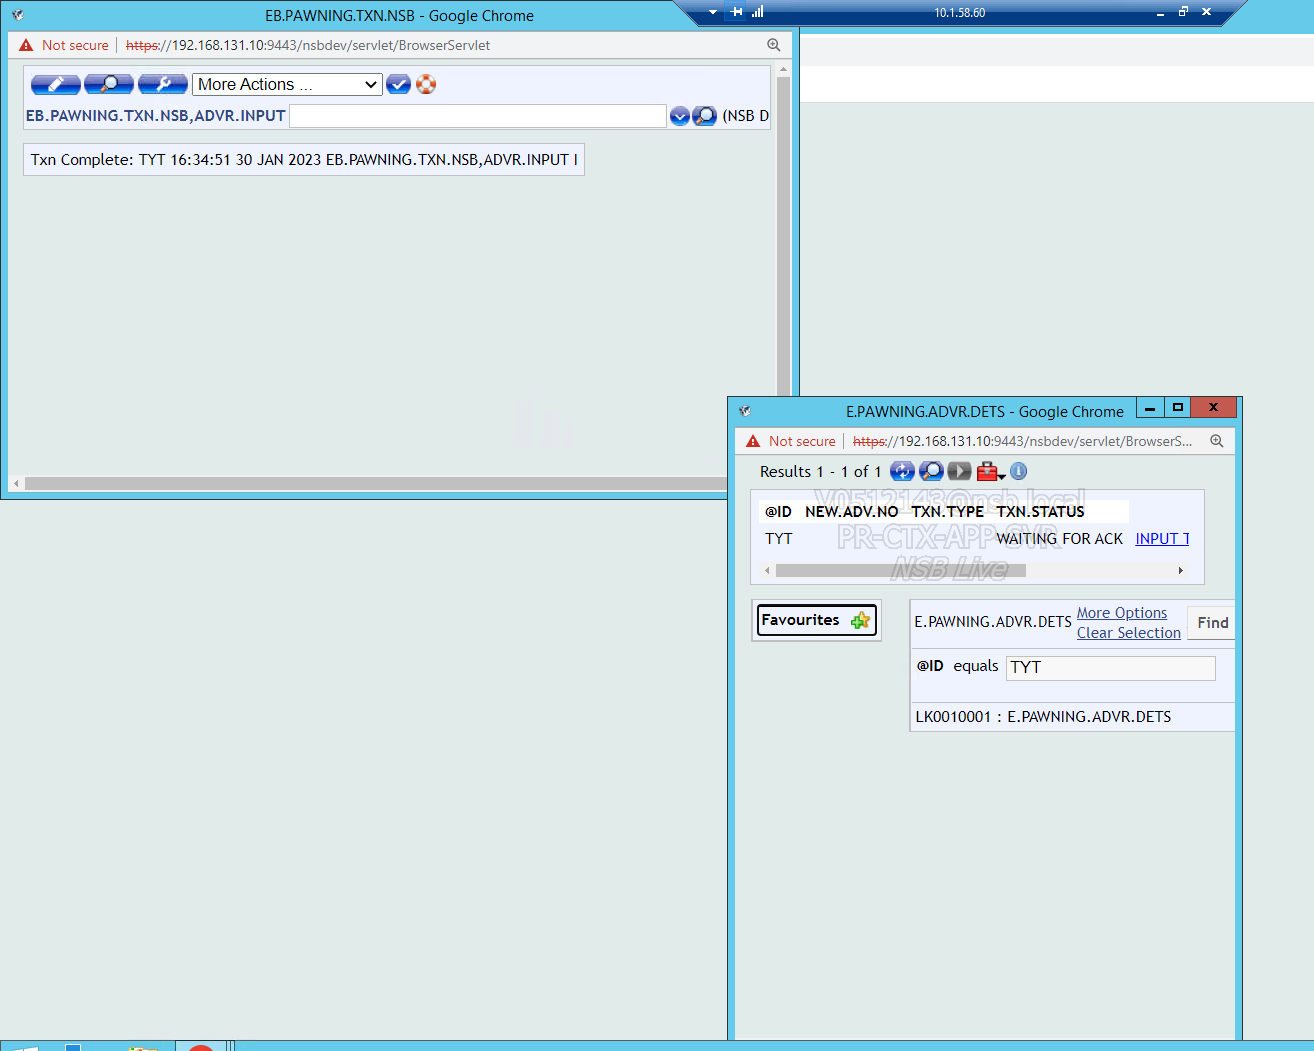 EB.PAWNING.TXN.NSB - Google Chrome
10.1.58.60
Not secure https://192.168.131.10:9443/nsbdev/servlet/BrowserServlet
More Actions ...
EB.PAWNING.TXN.NSB,ADVR.INPUT (NSB D
Txn Complete: TYT 16:34:51 30 JAN 2023 EB.PAWNING.TXN.NSB,ADVR.INPUT I
E.PAWNING.ADVR.DETS - Google Chrome
Not secure https://192.168.131.10:9443/nsbdev/servlet/BrowserS...
Results 1 - 1 of 1
V0512143@nsb.local
@ID NEW.ADV.NO TXN.TYPE TXN.STATUS
PR-CTX-APP-SVR
TYT WAITING FOR ACK INPUT T
NSB Live
Favourites
E.PAWNING.ADVR.DETS
More Options
Clear Selection
Find
@ID equals TYT
LK0010001 : E.PAWNING.ADVR.DETS